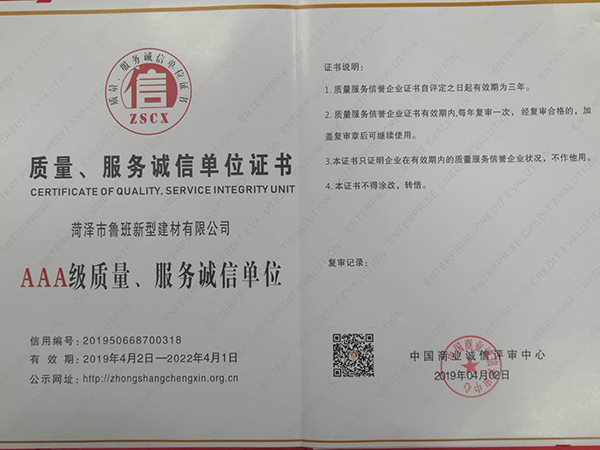 质量、服务诚信单位证书
信
ZSCX
质量、服务诚信单位证书
CERTIFICATE OF QUALITY, SERVICE INTEGRITY UNIT
菏泽市鲁班新型建材有限公司
AAA级质量、服务诚信单位
信用编号:201950668700318
有 效 期:2019年4月2日—2022年4月1日
公示网址:http://zhongshangchengxin.org.cn
证书说明:
1. 质量服务信誉企业证书自评定之日起有效期为三年。
2. 质量服务信誉企业证书有效期内,每年复审一次， 经复审合格的，加
盖复审章后可继续使用。
3.本证书只证明企业在有效期内的质量服务信誉企业状况，不作他用。
4. 本证书不得涂改，转借。
复审记录:
中国商业诚信评审中心
2019年04月02日
ENTERPRISE CREDIT EVALUATION